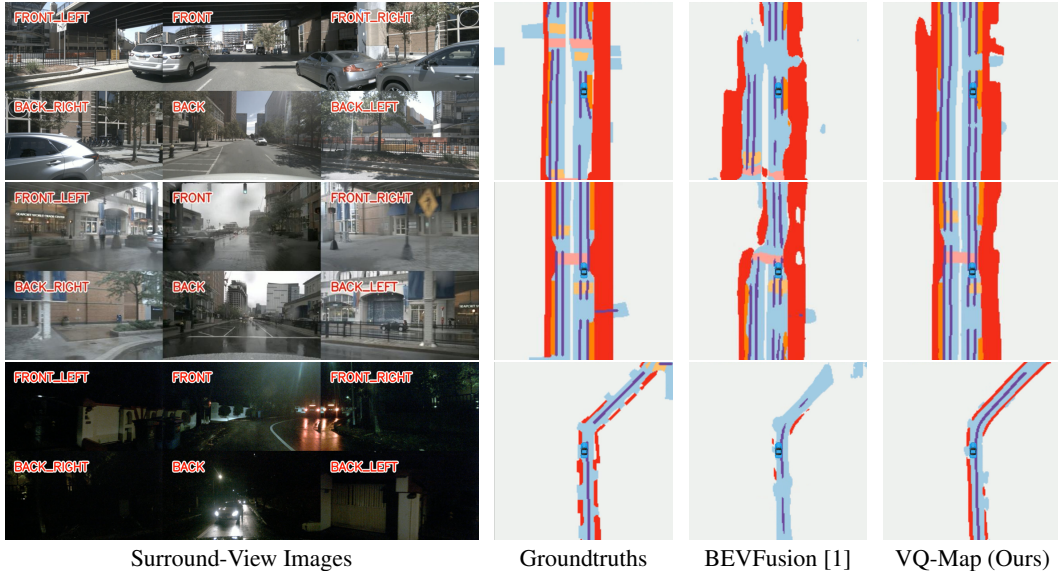 FRONT_LEFT FRONT FRONT_RIGHT
BACK_RIGHT BACK BACK_LEFT
FRONT_LEFT FRONT FRONT_RIGHT
BACK_RIGHT BACK BACK_LEFT
FRONT_LEFT FRONT FRONT_RIGHT
BACK_RIGHT BACK BACK_LEFT
Surround-View Images Groundtruths BEVFusion [1] VQ-Map (Ours)